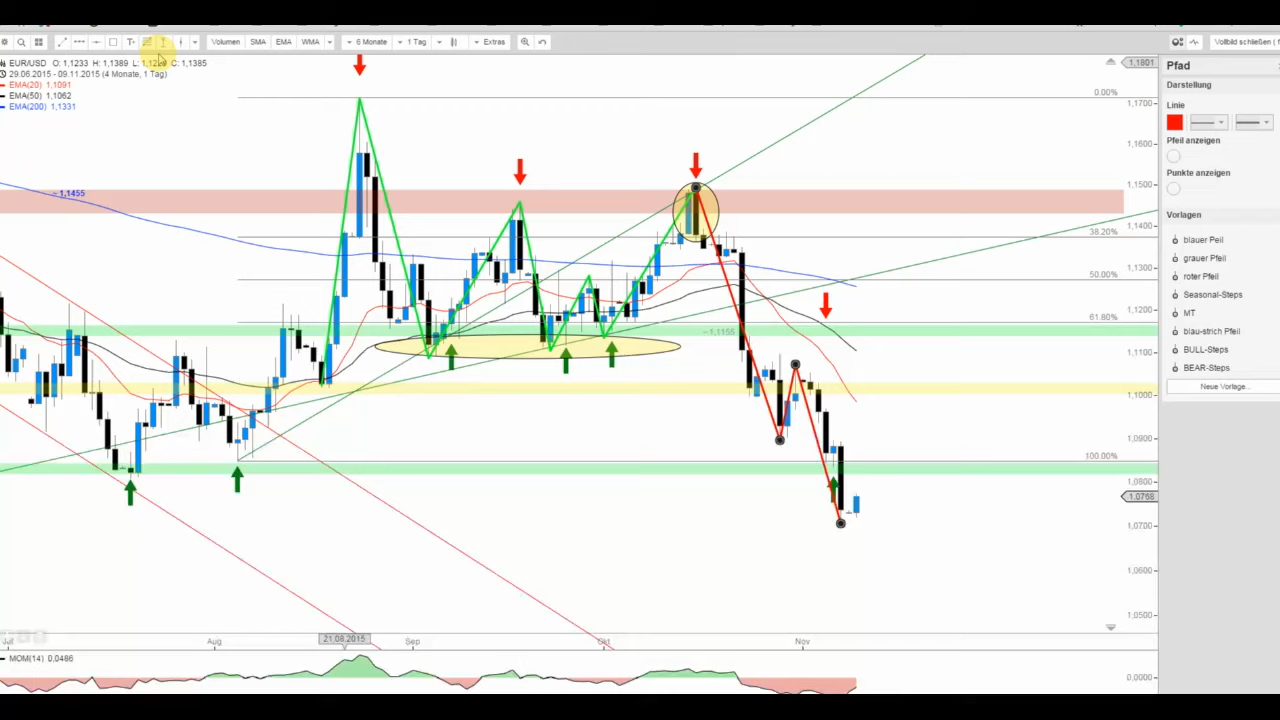 Volumen SMA EMA WMA 6 Monate 1 Tag Extras Vollbild schließen ( f
EUR/USD O: 1,1233 H: 1,1389 L: C: 1,1385
29.06.2015 - 09.11.2015 (4 Monate, 1 Tag)
EMA(20) 1,1091
EMA(50) 1,1062
EMA(200) 1,1331
1,1801
0.00%
1,1700
1,1600
1,1500
~ 1,1455
1,1400
38.20%
1,1300
50.00%
1,1200
61.80%
~ 1,1155
1,1100
1,1000
1,0900
100.00%
1,0800
1,0768
1,0700
1,0600
1,0500
Jul Aug 21.08.2015 Sep Okt Nov
MOM(14) 0,0486
0,0000
Pfad
Darstellung
Linie
Pfeil anzeigen
Punkte anzeigen
Vorlagen
blauer Peil
grauer Pfeil
roter Pfeil
Seasonal-Steps
MT
blau-strich Pfeil
BULL-Steps
BEAR-Steps
Neue Vorlage...